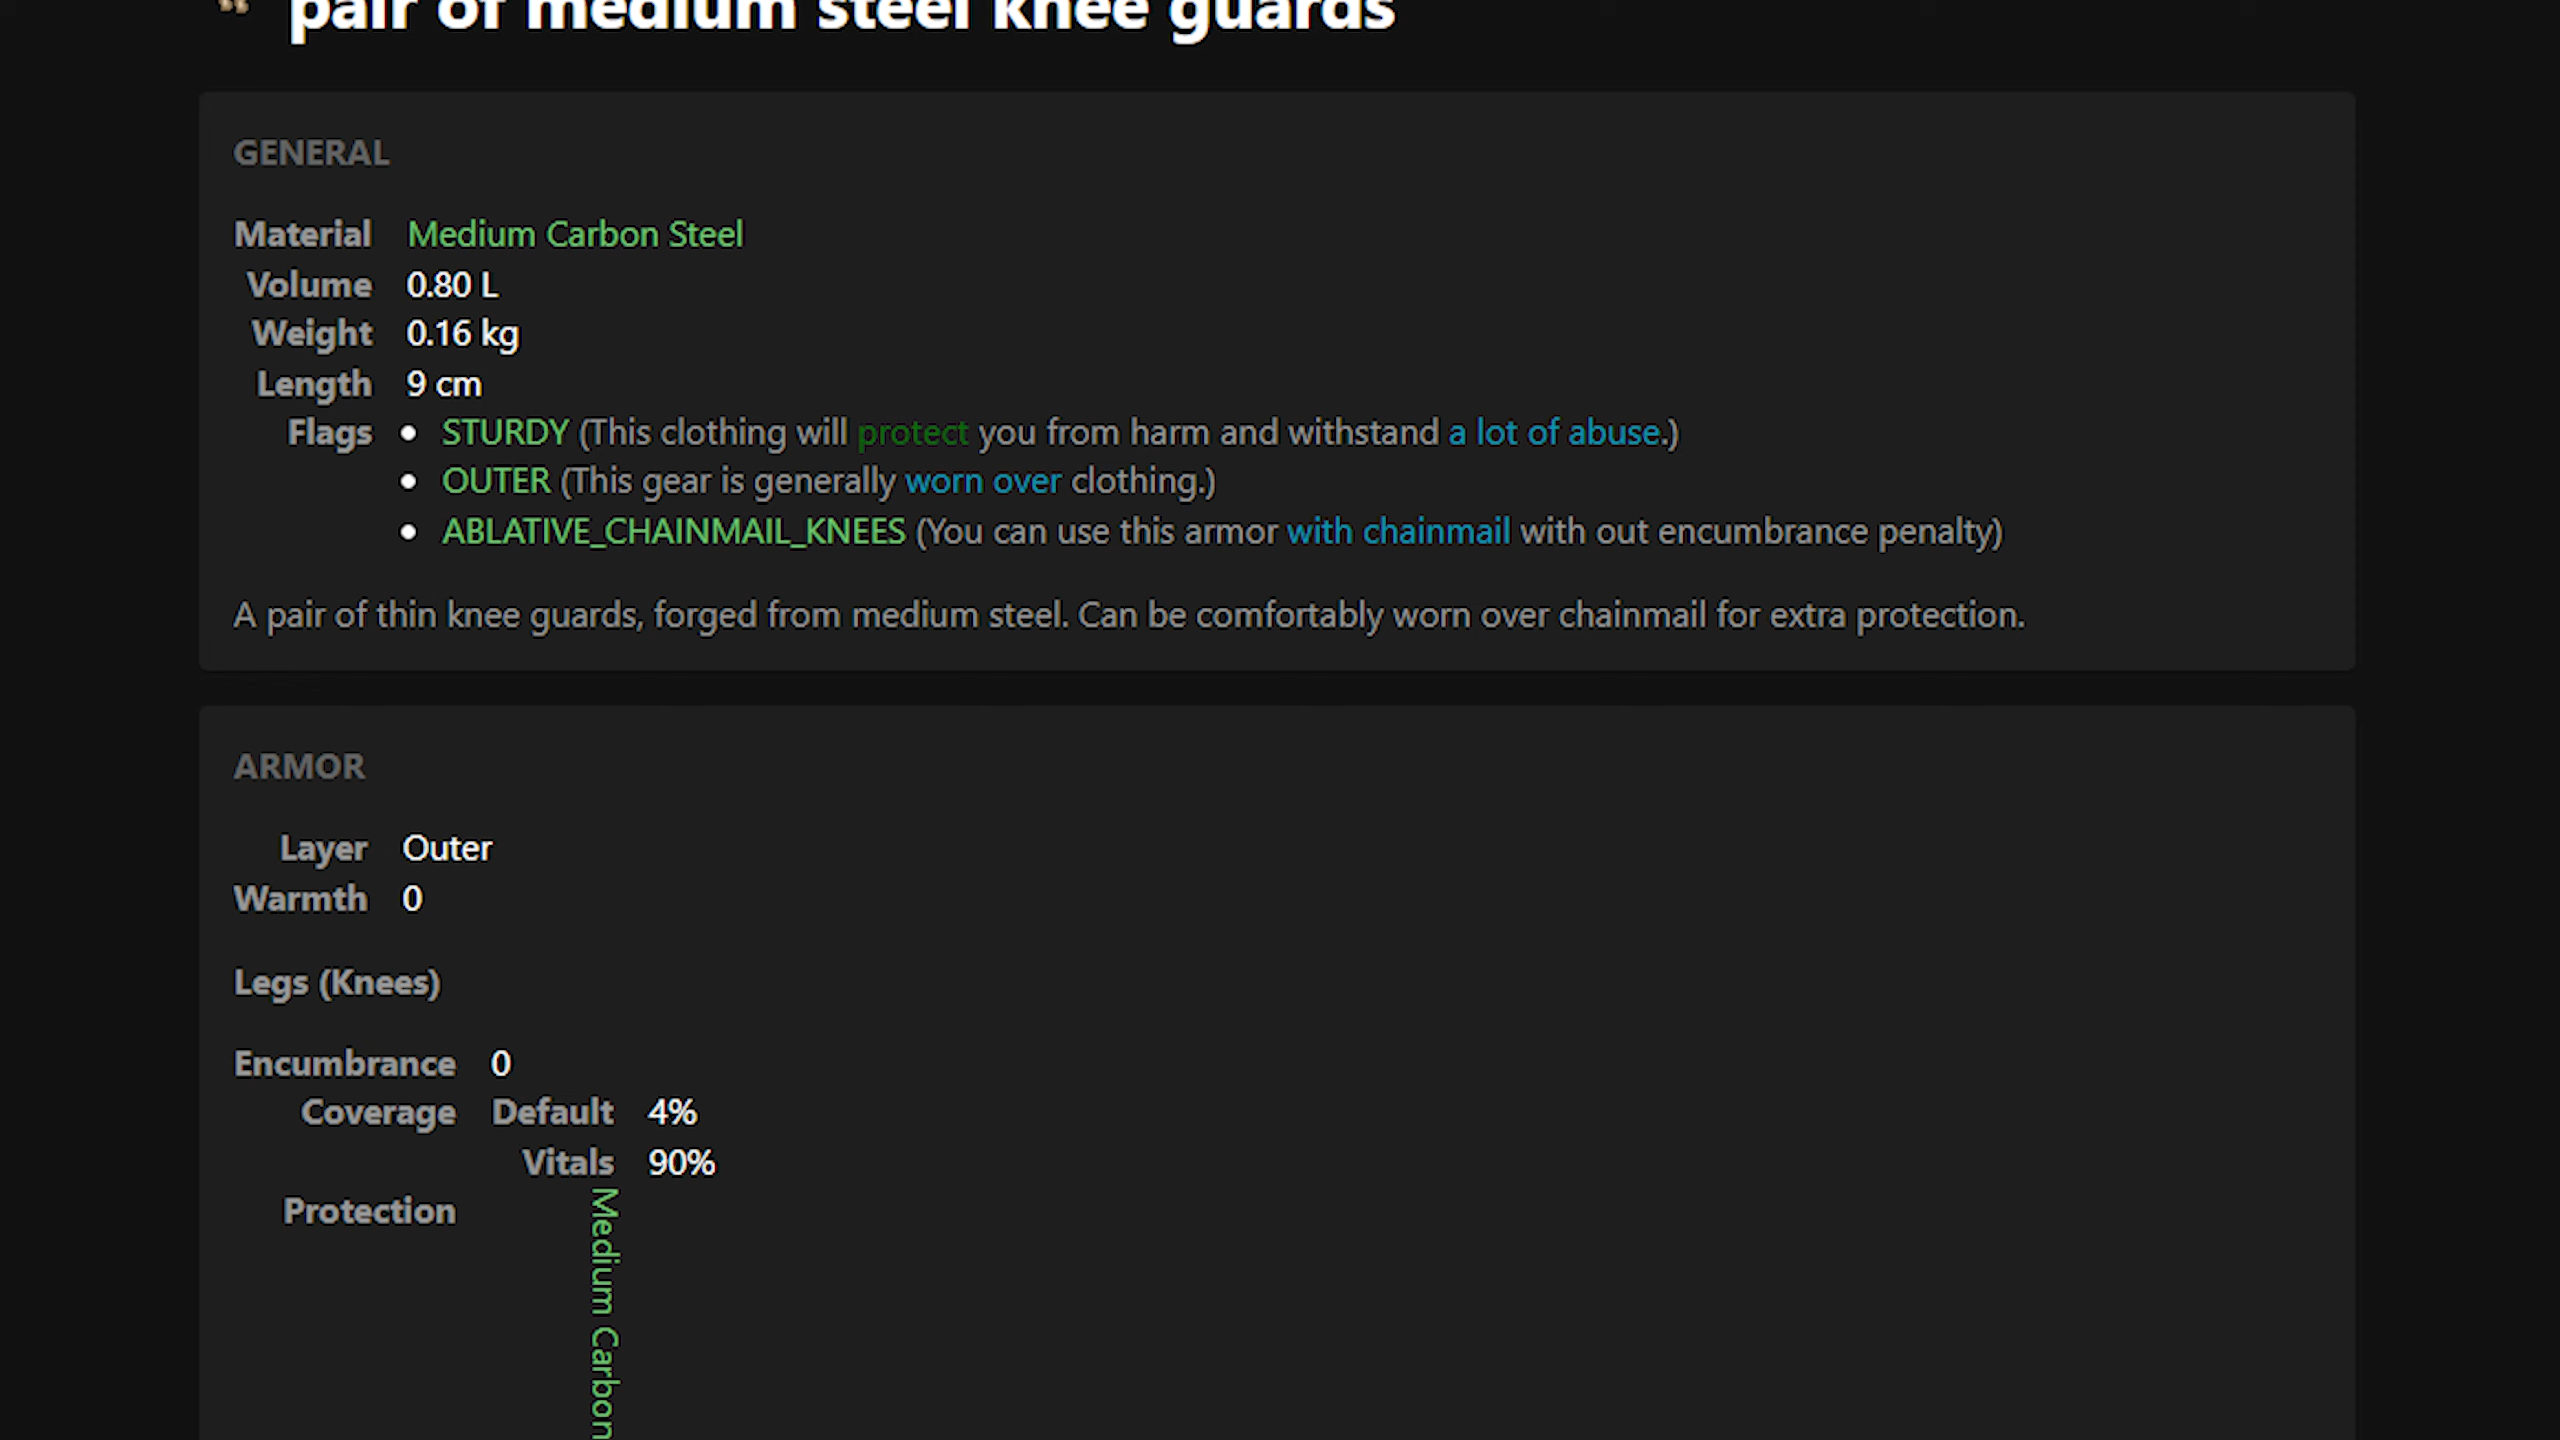 pair of medium steel knee guards
GENERAL
Material Medium Carbon Steel
Volume 0.80 L
Weight 0.16 kg
Length 9 cm
Flags • STURDY (This clothing will protect you from harm and withstand a lot of abuse.)
• OUTER (This gear is generally worn over clothing.)
• ABLATIVE_CHAINMAIL_KNEES (You can use this armor with chainmail with out encumbrance penalty)
A pair of thin knee guards, forged from medium steel. Can be comfortably worn over chainmail for extra protection.
ARMOR
Layer Outer
Warmth 0
Legs (Knees)
Encumbrance 0
Coverage Default 4%
Vitals 90%
Protection
Medium Carbon